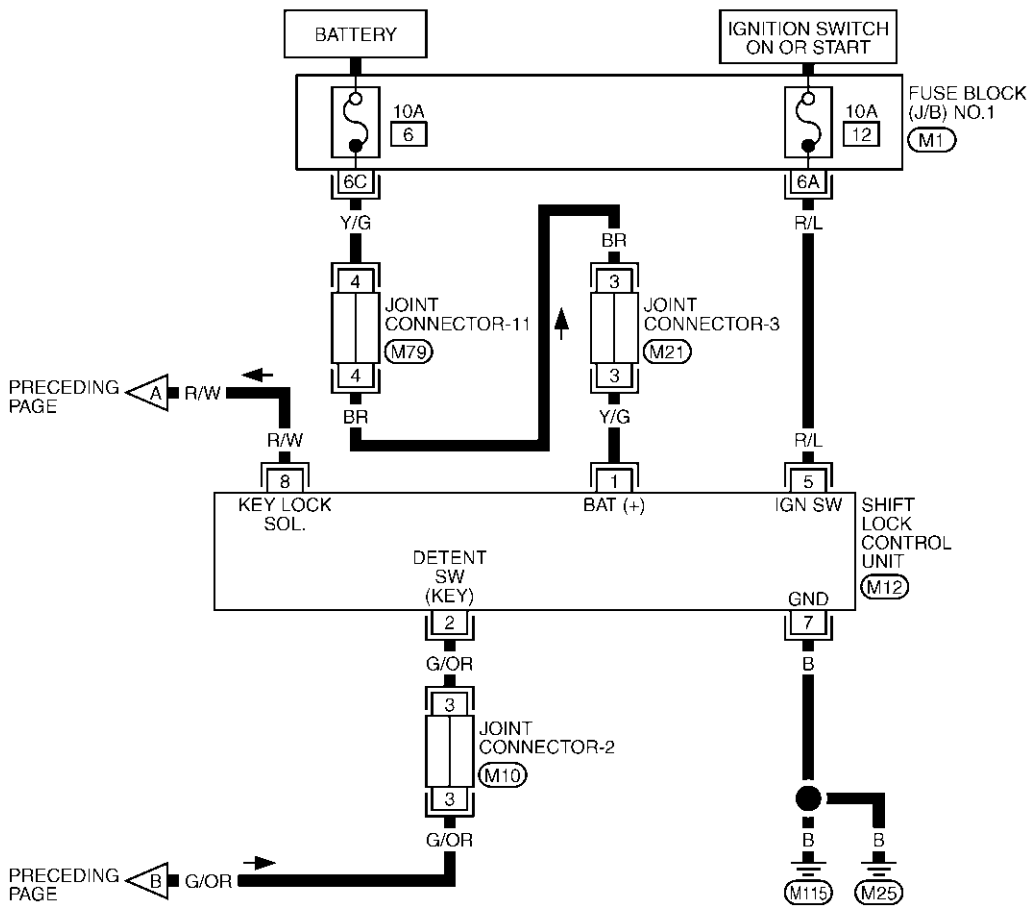 BATTERY
IGNITION SWITCH
ON OR START
10A
6
10A
12
FUSE BLOCK
(J/B) NO.1
M1
6C
6A
Y/G
BR
R/L
4
3
JOINT
CONNECTOR-11
M79
JOINT
CONNECTOR-3
M21
4
3
PRECEDING
PAGE
A
R/W
BR
Y/G
R/W
R/L
8
1
5
KEY LOCK
SOL.
BAT (+)
IGN SW
SHIFT
LOCK
CONTROL
UNIT
M12
DETENT
SW
(KEY)
GND
2
7
G/OR
B
3
JOINT
CONNECTOR-2
M10
3
G/OR
B
B
PRECEDING
PAGE
B
G/OR
M115
M25